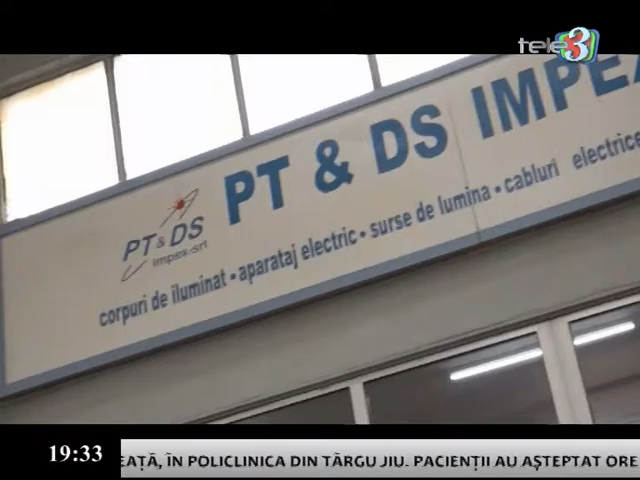 tele3
PT & DS IMPEX
PT & DS
impex.srl
corpuri de iluminat • aparataj electric • surse de lumina • cabluri electrice
19:33
EAȚĂ, ÎN POLICLINICA DIN TÂRGU JIU. PACIENȚII AU AȘTEPTAT ORE